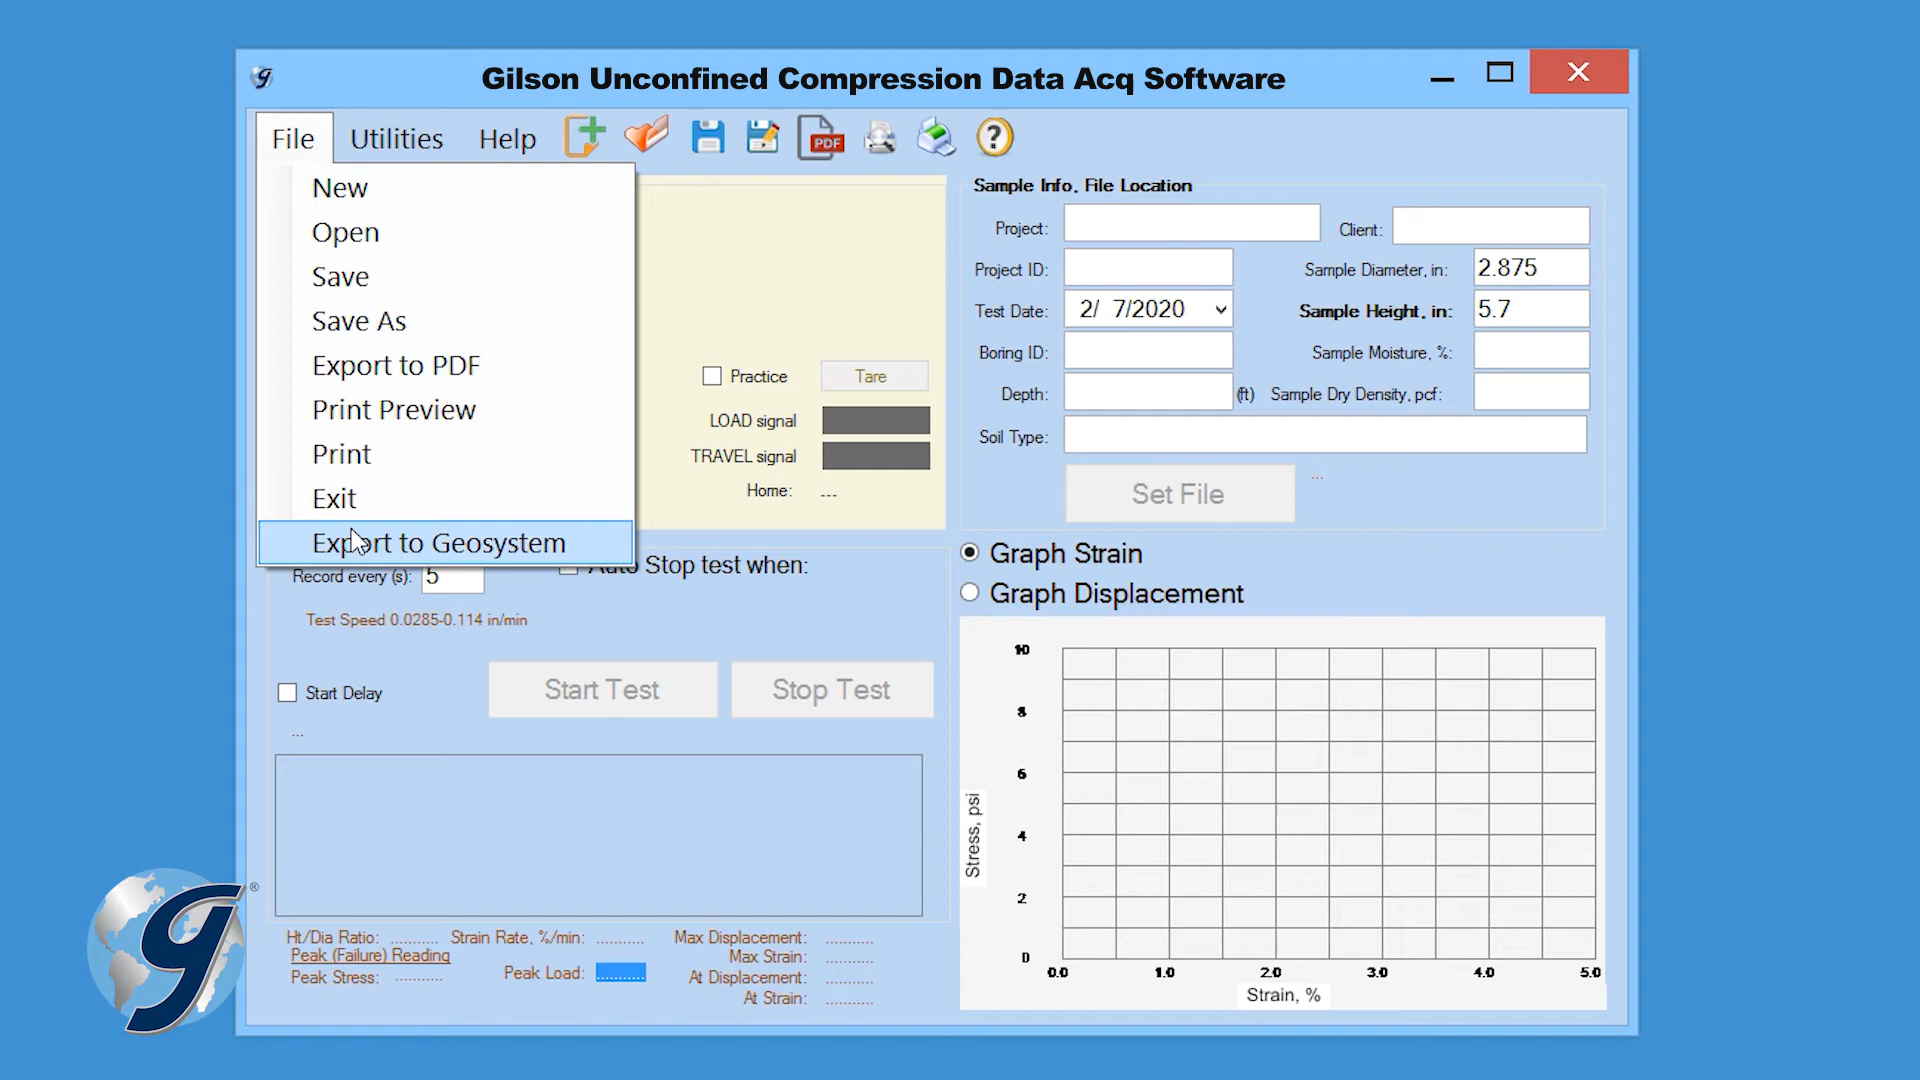 Gilson Unconfined Compression Data Acq Software
File Utilities Help PDF ?
New
Open
Save
Save As
Export to PDF
Print Preview
Print
Exit
Export to Geosystem
Practice Tare
LOAD signal
TRAVEL signal
Home: ---
Sample Info, File Location
Project: Client:
Project ID: Sample Diameter, in: 2.875
Test Date: 2/ 7/2020 Sample Height, in: 5.7
Boring ID: Sample Moisture, %:
Depth: (ft) Sample Dry Density, pcf:
Soil Type:
Set File ...
Record every (s): 5 Auto Stop test when:
Test Speed 0.0285-0.114 in/min
Start Delay Start Test Stop Test
...
Graph Strain
Graph Displacement
10
8
6
4
2
0
Stress, psi
0.0 1.0 2.0 3.0 4.0 5.0
Strain, %
Ht/Dia Ratio: ........... Strain Rate, %/min: ........... Max Displacement: ...........
Peak (Failure) Reading Max Strain: ...........
Peak Stress: ........... Peak Load: ........... At Displacement: ...........
At Strain: ...........
g ®